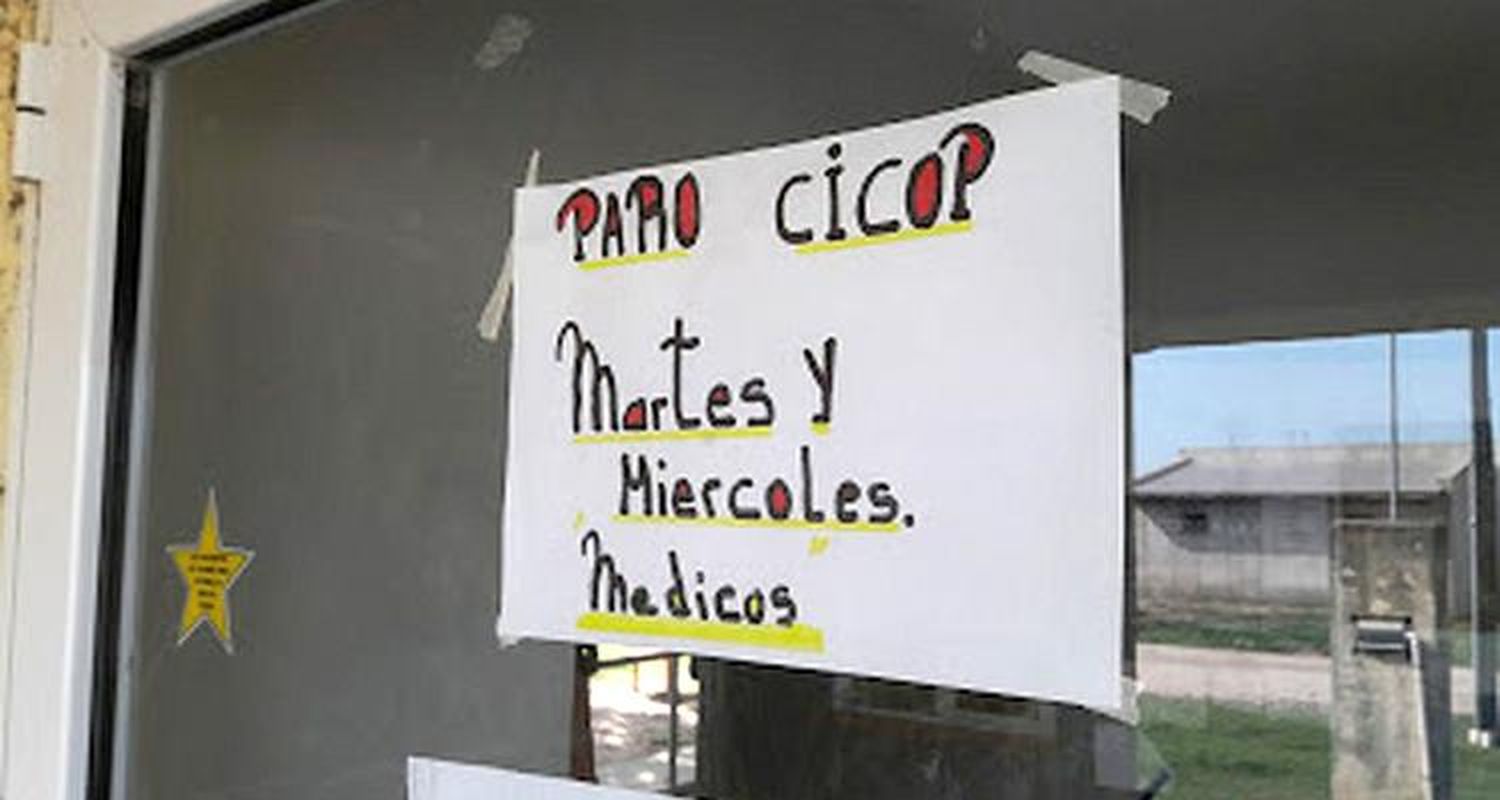 PARO CiCOP
Martes y
Miercoles.
"Medicos"